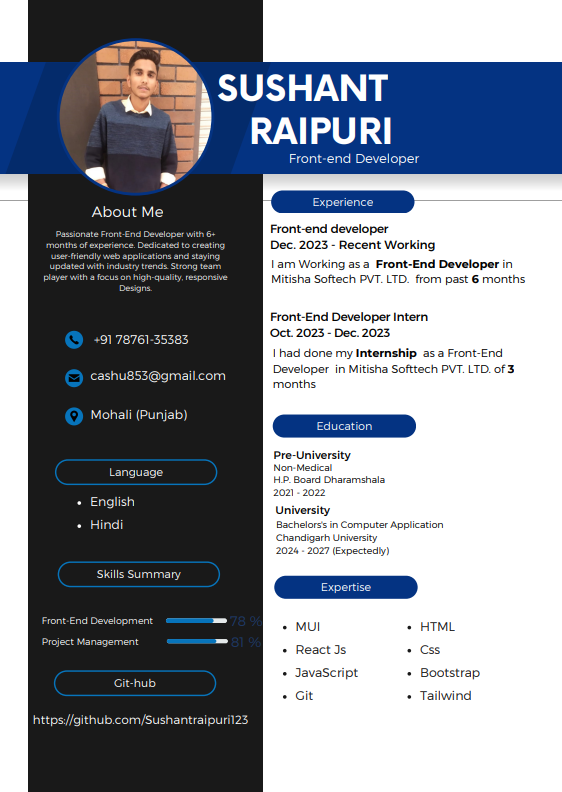 SUSHANT
RAIPURI
Front-end Developer
About Me
Passionate Front-End Developer with 6+
months of experience. Dedicated to creating
user-friendly web applications and staying
updated with industry trends. Strong team
player with a focus on high-quality, responsive
Designs.
+91 78761-35383
cashu853@gmail.com
Mohali (Punjab)
Language
• English
• Hindi
Skills Summary
Front-End Development 78 %
Project Management 81 %
Git-hub
https://github.com/Sushantraipuri123
Experience
Front-end developer
Dec. 2023 - Recent Working
I am Working as a Front-End Developer in
Mitisha Softech PVT. LTD. from past 6 months
Front-End Developer Intern
Oct. 2023 - Dec. 2023
I had done my Internship as a Front-End
Developer in Mitisha Softtech PVT. LTD. of 3
months
Education
Pre-University
Non-Medical
H.P. Board Dharamshala
2021 - 2022
University
Bachelors's in Computer Application
Chandigarh University
2024 - 2027 (Expectedly)
Expertise
• MUI
• React Js
• JavaScript
• Git
• HTML
• Css
• Bootstrap
• Tailwind